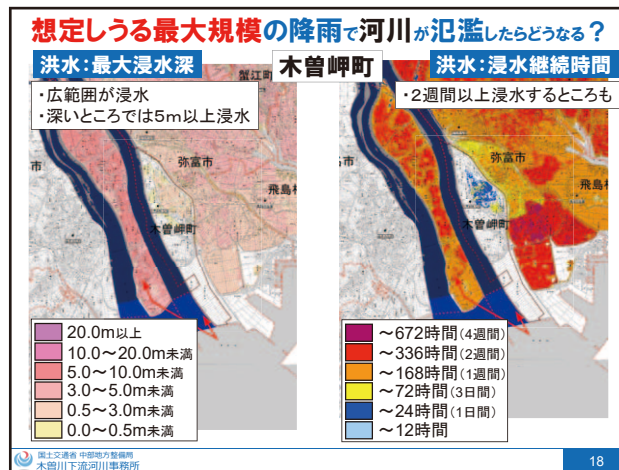 想定しうる最大規模の降雨で河川が氾濫したらどうなる？
洪水：最大浸水深
木曽岬町
洪水：浸水継続時間
・広範囲が浸水
・深いところでは5m以上浸水
・2週間以上浸水するところも
蟹江町
市
弥富市
飛島村
木曽岬町
市
弥富市
飛島村
木曽岬町
20.0m以上
10.0～20.0m未満
5.0～10.0m未満
3.0～5.0m未満
0.5～3.0m未満
0.0～0.5m未満
～672時間(4週間)
～336時間(2週間)
～168時間(1週間)
～72時間(3日間)
～24時間(1日間)
～12時間
国土交通省 中部地方整備局
木曽川下流河川事務所
18